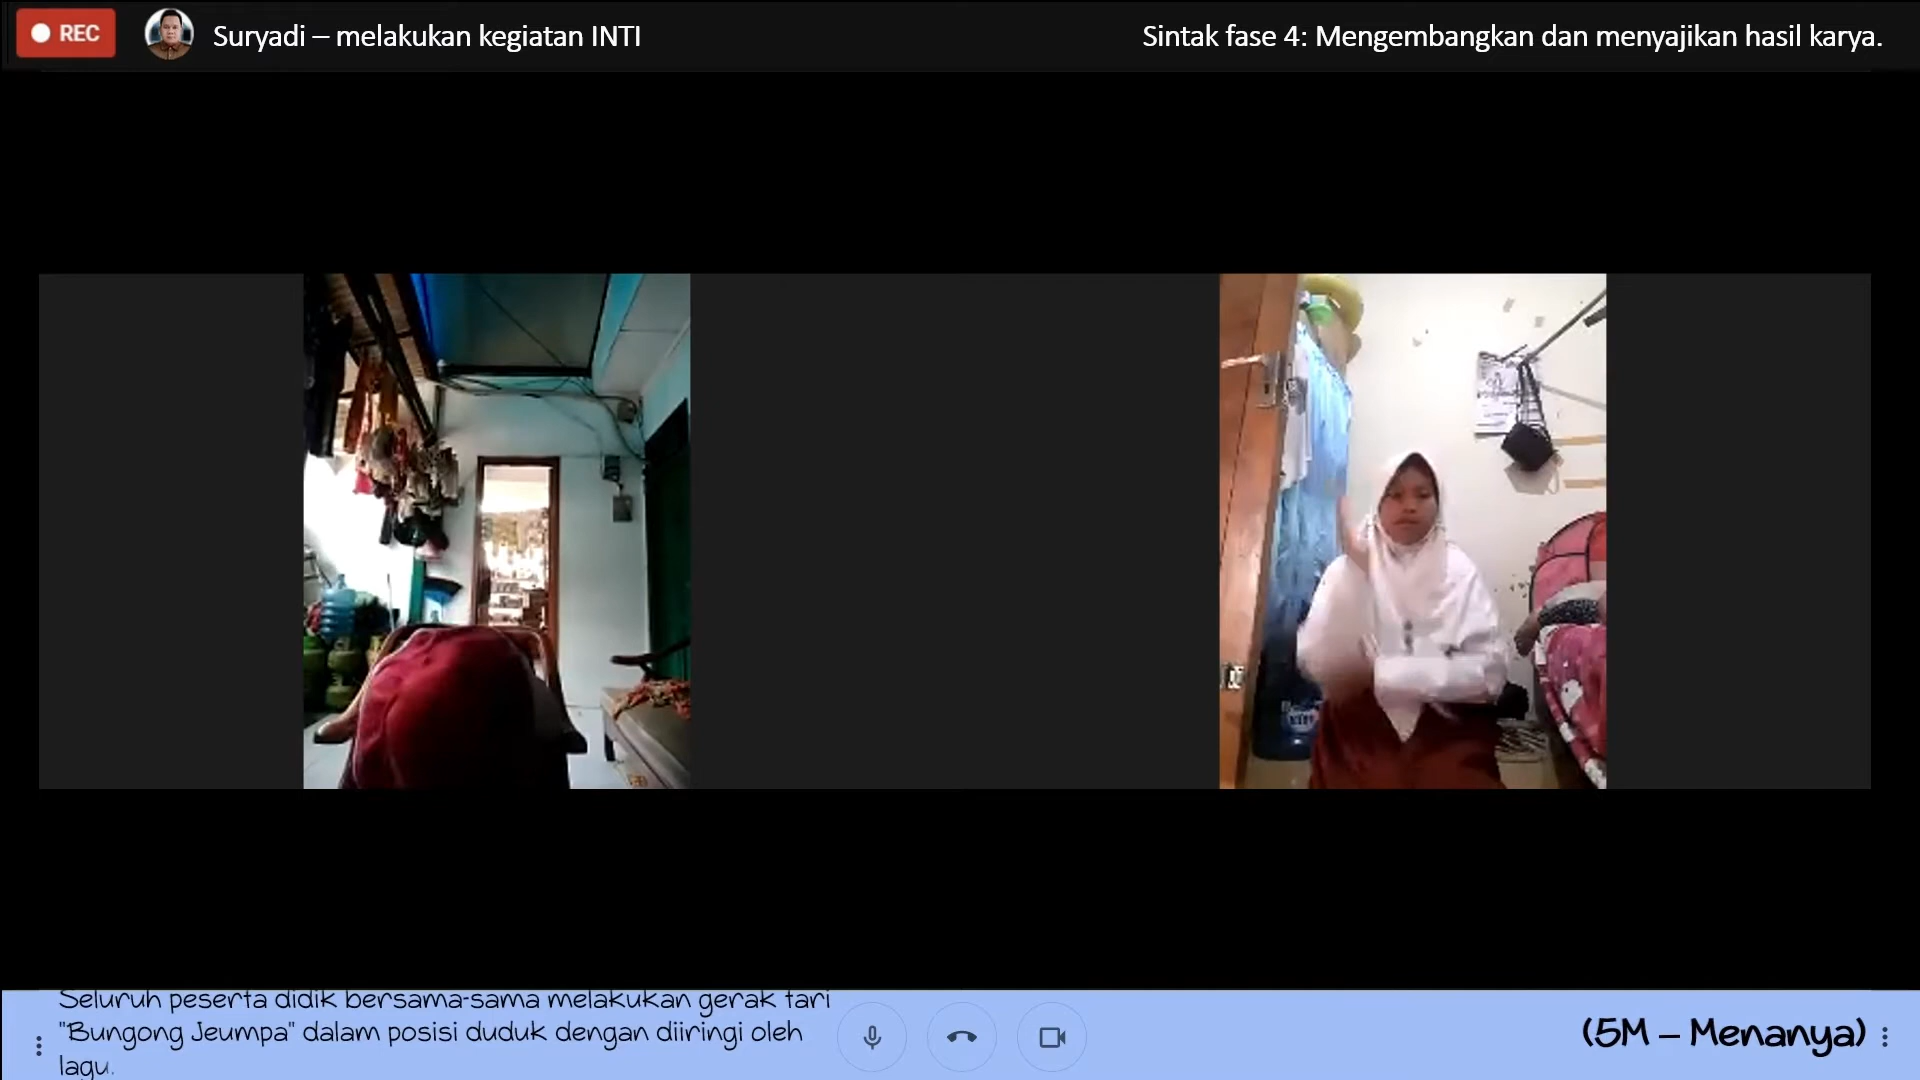 REC
Suryadi – melakukan kegiatan INTI
Sintak fase 4: Mengembangkan dan menyajikan hasil karya.
Seluruh peserta didik bersama-sama melakukan gerak tari
"Bungong Jeumpa" dalam posisi duduk dengan diiringi oleh
lagu.
(5M – Menanya)